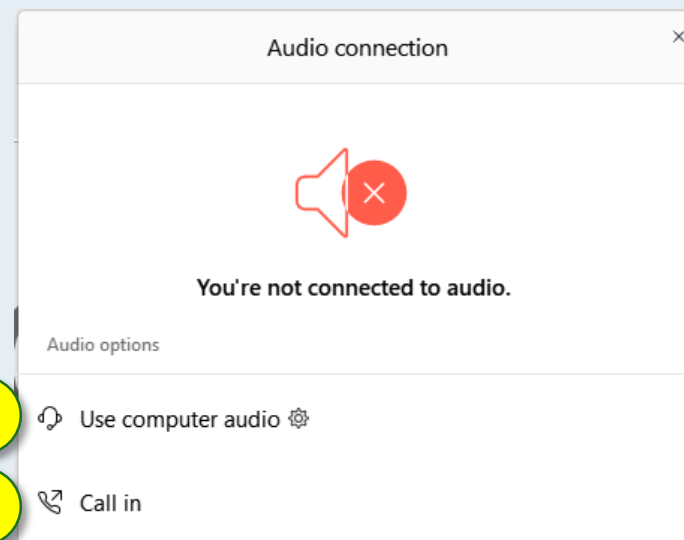 Audio connection
You're not connected to audio.
Audio options
Use computer audio
Call in